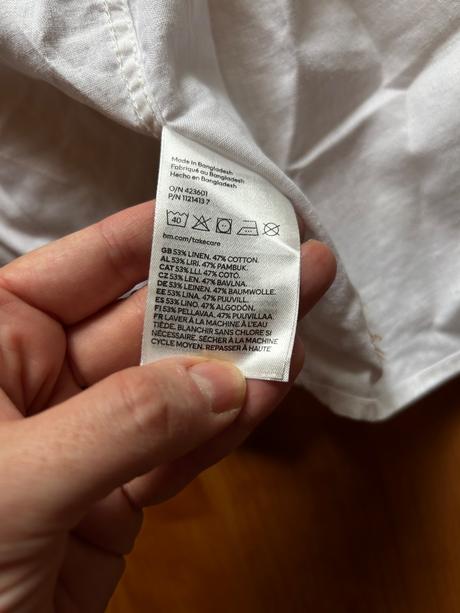 Made in Bangladesh
Fabriqué au Bangladesh
Hecho en Bangladesh
O/N 423601
P/N 1121413 7
40
hm.com/takecare
GB 53% LINEN. 47% COTTON.
AL 53% LIRI. 47% PAMBUK.
CAT 53% LLI. 47% COTÓ.
CZ 53% LEN. 47% BAVLNA.
DE 53% LEINEN. 47% BAUMWOLLE.
EE 53% LINA. 47% PUUVILL.
ES 53% LINO. 47% ALGODÓN.
FI 53% PELLAVAA. 47% PUUVILLAA
FR LAVER À LA MACHINE À L'EAU
TIÈDE. BLANCHIR SANS CHLORE SI
NÉCESSAIRE. SÉCHER À LA MACHINE
CYCLE MOYEN. REPASSER À HAUTE